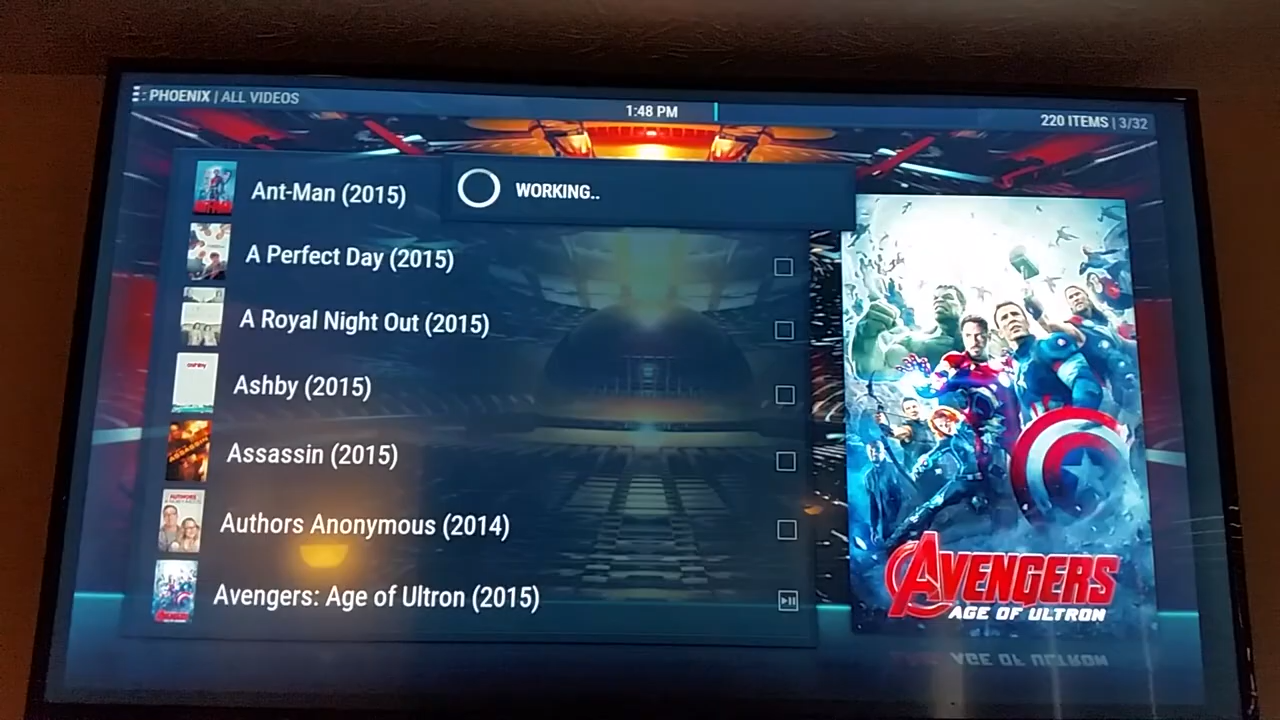 PHOENIX | ALL VIDEOS
1:48 PM
220 ITEMS | 3/32
WORKING..
Ant-Man (2015)
A Perfect Day (2015)
A Royal Night Out (2015)
Ashby (2015)
Assassin (2015)
Authors Anonymous (2014)
Avengers: Age of Ultron (2015)
AVENGERS
AGE OF ULTRON